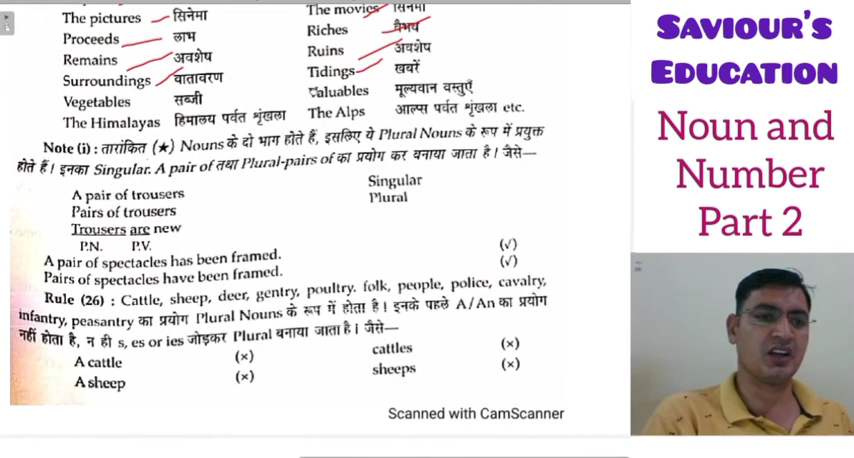 The pictures सिनेमा The movies सिनेमा
Proceeds लाभ Riches वैभव
Remains अवशेष Ruins अवशेष
Surroundings वातावरण Tidings खबरें
Vegetables सब्जी Valuables मूल्यवान वस्तुएँ
The Himalayas हिमालय पर्वत शृंखला The Alps आल्प्स पर्वत शृंखला etc.
Note (i) : तारांकित (★) Nouns के दो भाग होते हैं, इसलिए ये Plural Nouns के रूप में प्रयुक्त
होते हैं। इनका Singular. A pair of तथा Plural-pairs of का प्रयोग कर बनाया जाता है। जैसे—
A pair of trousers Singular
Pairs of trousers Plural
Trousers are new
P.N. P.V.
A pair of spectacles has been framed. (√)
Pairs of spectacles have been framed. (√)
Rule (26) : Cattle, sheep, deer, gentry, poultry. folk, people, police, cavalry,
infantry, peasantry का प्रयोग Plural Nouns के रूप में होता है। इनके पहले A/An का प्रयोग
नहीं होता है, न ही s, es or ies जोड़कर Plural बनाया जाता है। जैसे—
A cattle (×) cattles (×)
A sheep (×) sheeps (×)
Scanned with CamScanner
SAVIOUR'S
EDUCATION
Noun and
Number
Part 2